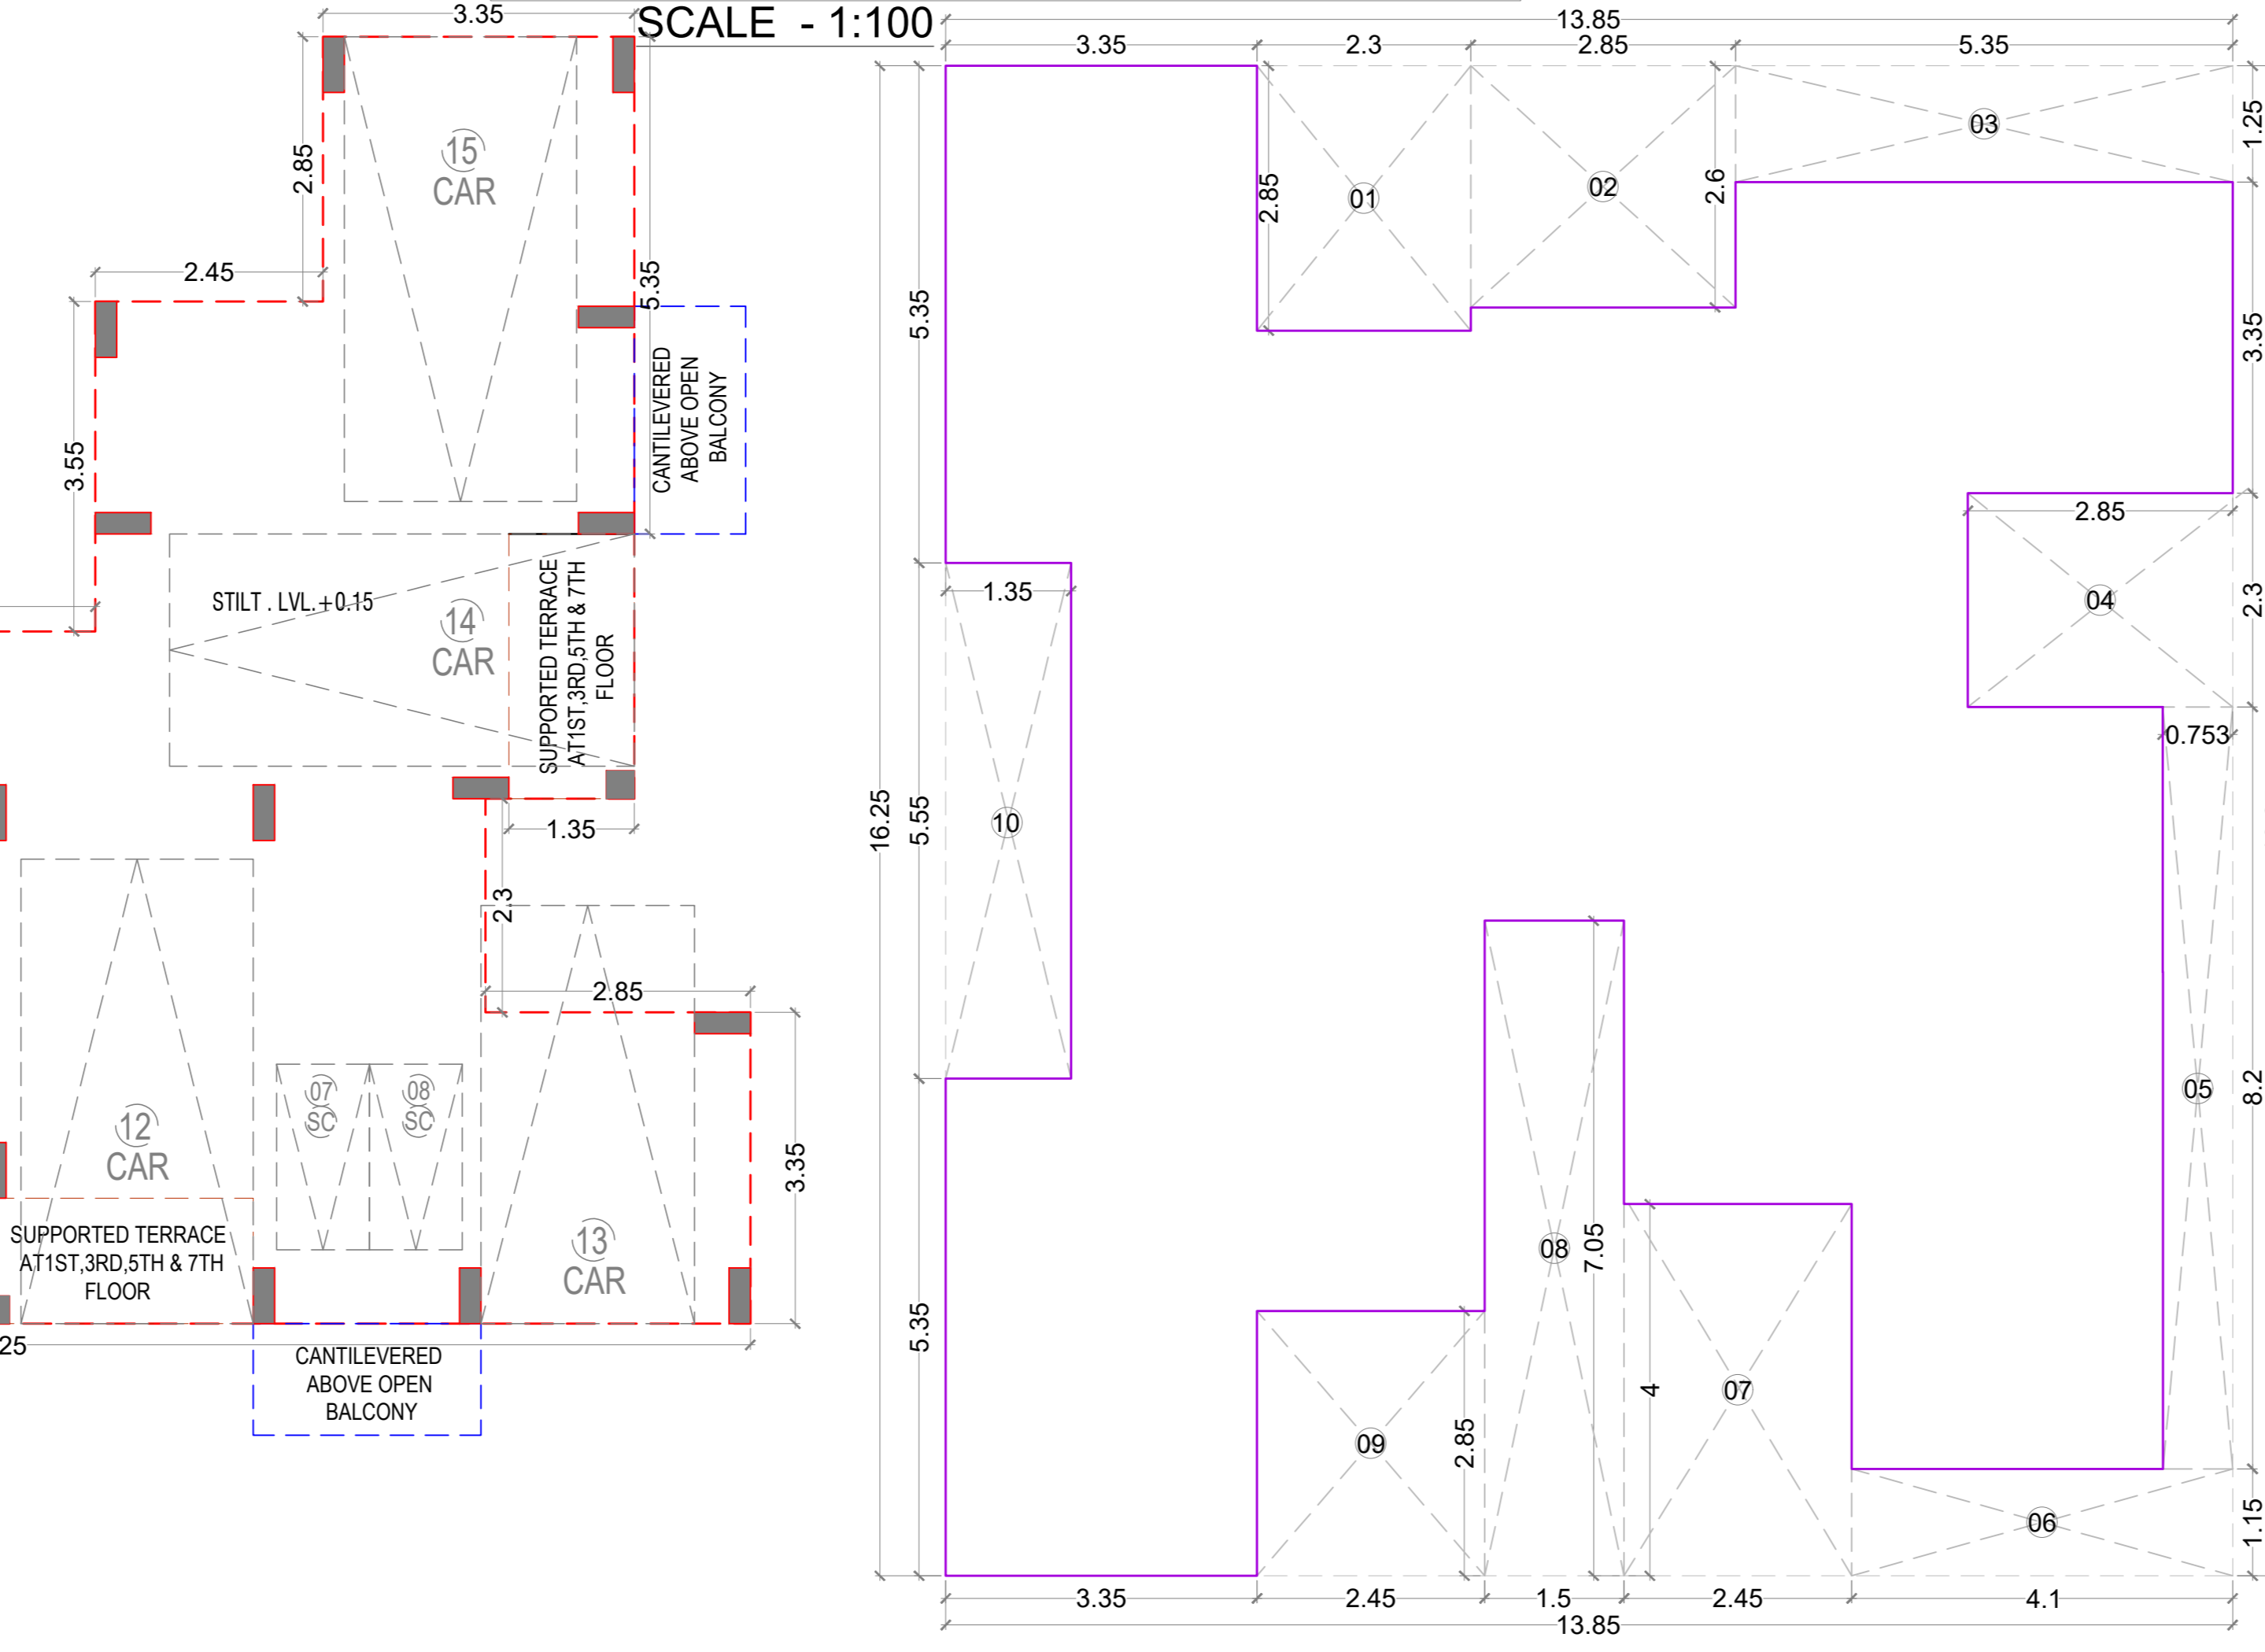 3.35
SCALE - 1:100
13.85
3.35
2.3
2.85
5.35
2.85
15
CAR
2.45
5.35
3.55
CANTILEVERED
ABOVE OPEN
BALCONY
STILT . LVL.+0.15
14
CAR
SUPPORTED TERRACE
AT1ST,3RD,5TH & 7TH
FLOOR
1.35
2.3
2.85
3.35
07
SC
08
SC
12
CAR
13
CAR
SUPPORTED TERRACE
AT1ST,3RD,5TH & 7TH
FLOOR
25
CANTILEVERED
ABOVE OPEN
BALCONY
1.25
03
01
2.85
02
2.6
5.35
3.35
2.85
1.35
04
2.3
0.753
16.25
5.55
10
05
8.2
08
7.05
5.35
4
07
09
2.85
06
1.15
3.35
2.45
1.5
2.45
4.1
13.85